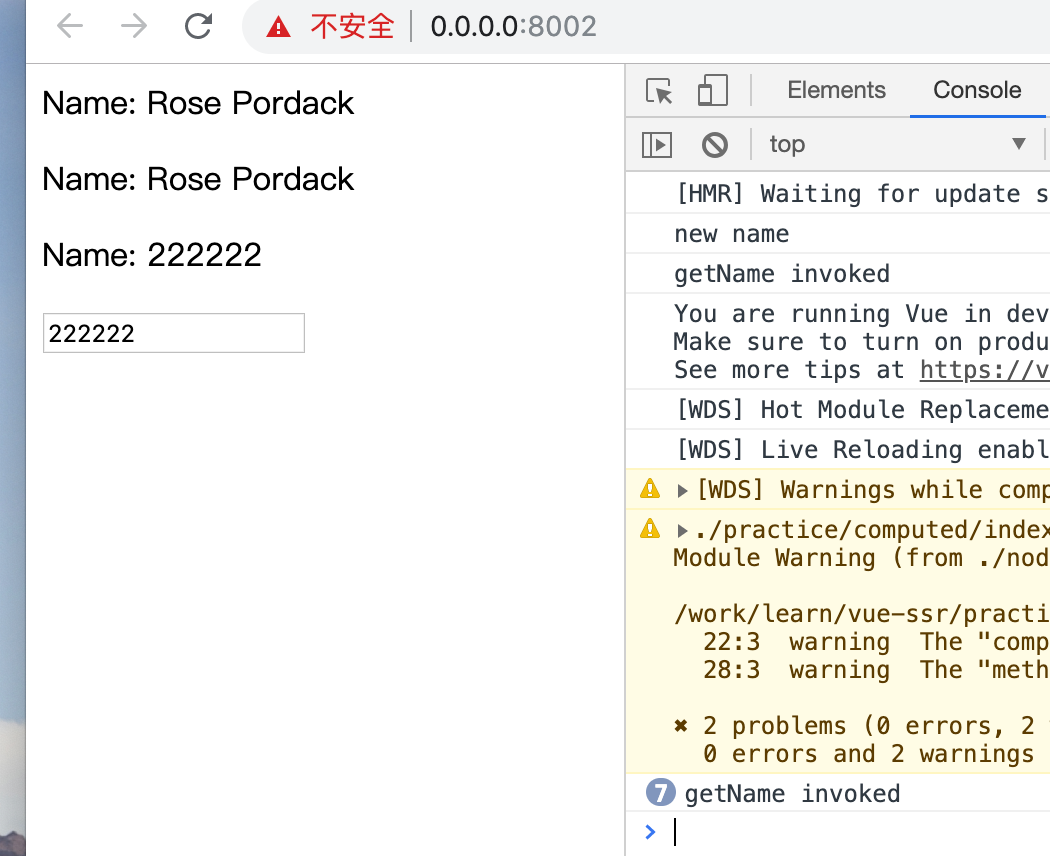 不安全 0.0.0.0:8002
Name: Rose Pordack
Name: Rose Pordack
Name: 222222
222222
Elements Console
top
[HMR] Waiting for update s
new name
getName invoked
You are running Vue in dev
Make sure to turn on produ
See more tips at https://v
[WDS] Hot Module Replaceme
[WDS] Live Reloading enabl
[WDS] Warnings while comp
./practice/computed/index
Module Warning (from ./nod
/work/learn/vue-ssr/practi
22:3 warning The "comp
28:3 warning The "meth
✖ 2 problems (0 errors, 2
0 errors and 2 warnings
7 getName invoked